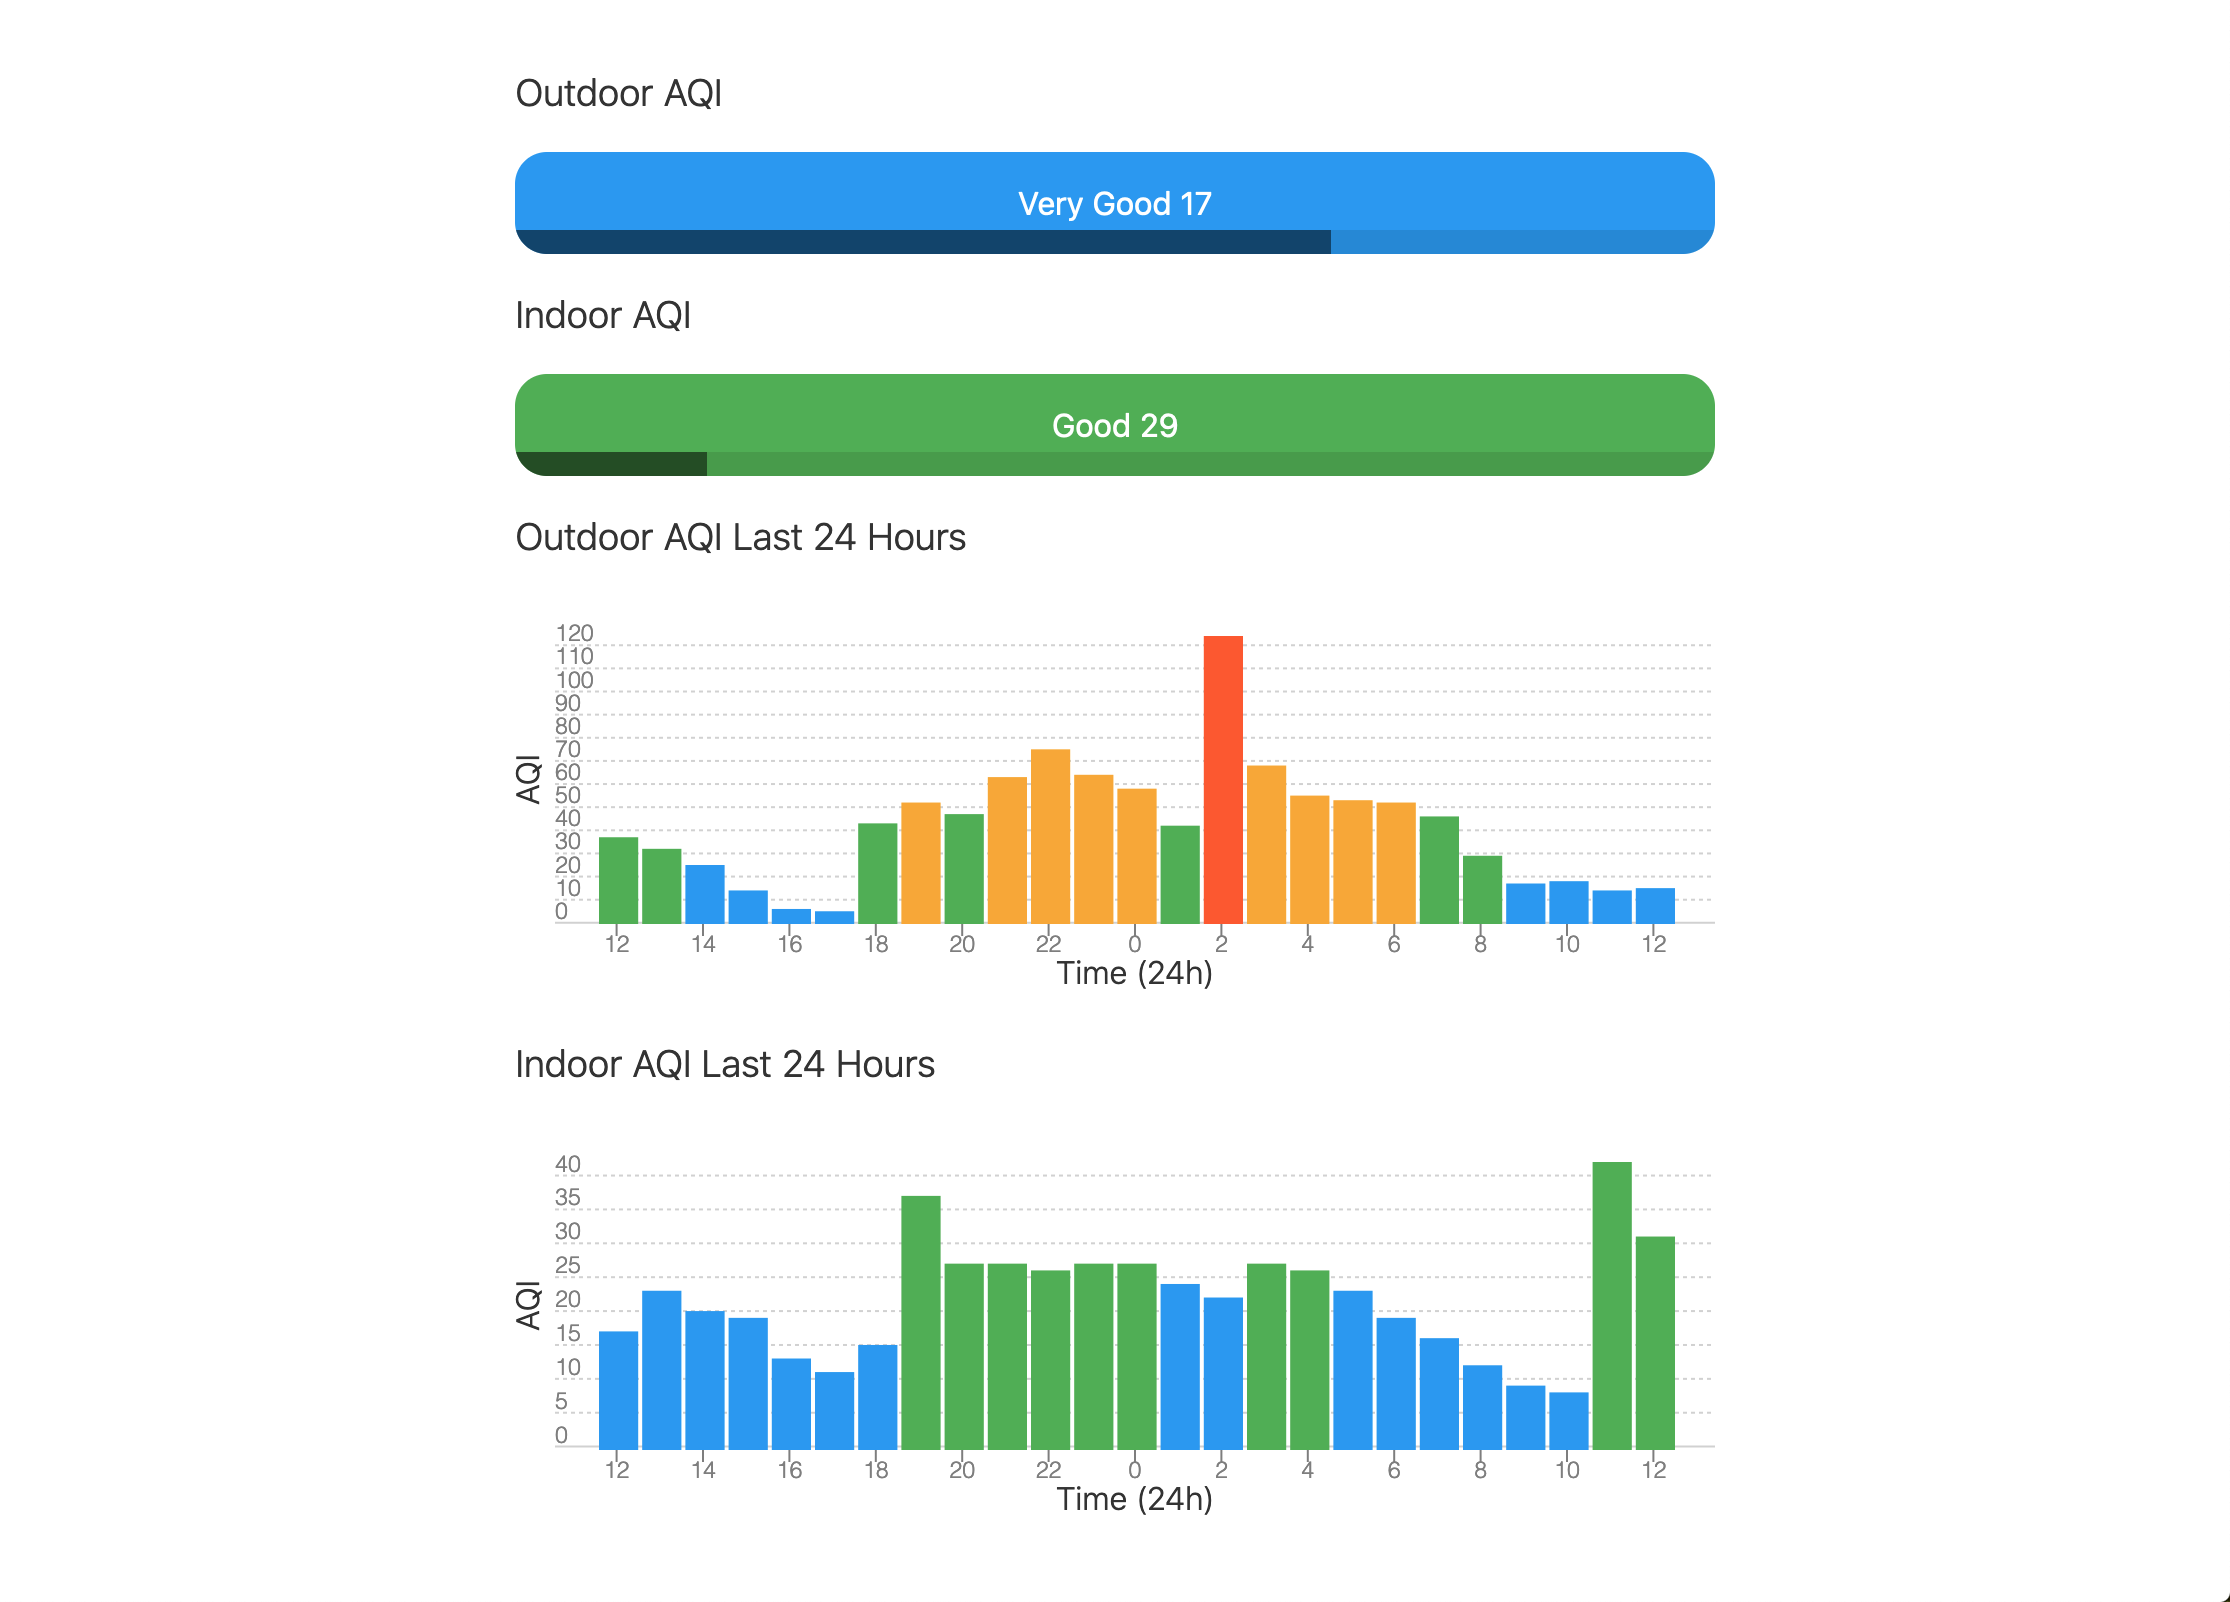 Outdoor AQI
Very Good 17
Indoor AQI
Good 29
Outdoor AQI Last 24 Hours
120
110
100
90
80
70
60
50
40
30
20
10
0
AQI
12 14 16 18 20 22 0 2 4 6 8 10 12
Time (24h)
Indoor AQI Last 24 Hours
40
35
30
25
20
15
10
5
0
AQI
12 14 16 18 20 22 0 2 4 6 8 10 12
Time (24h)